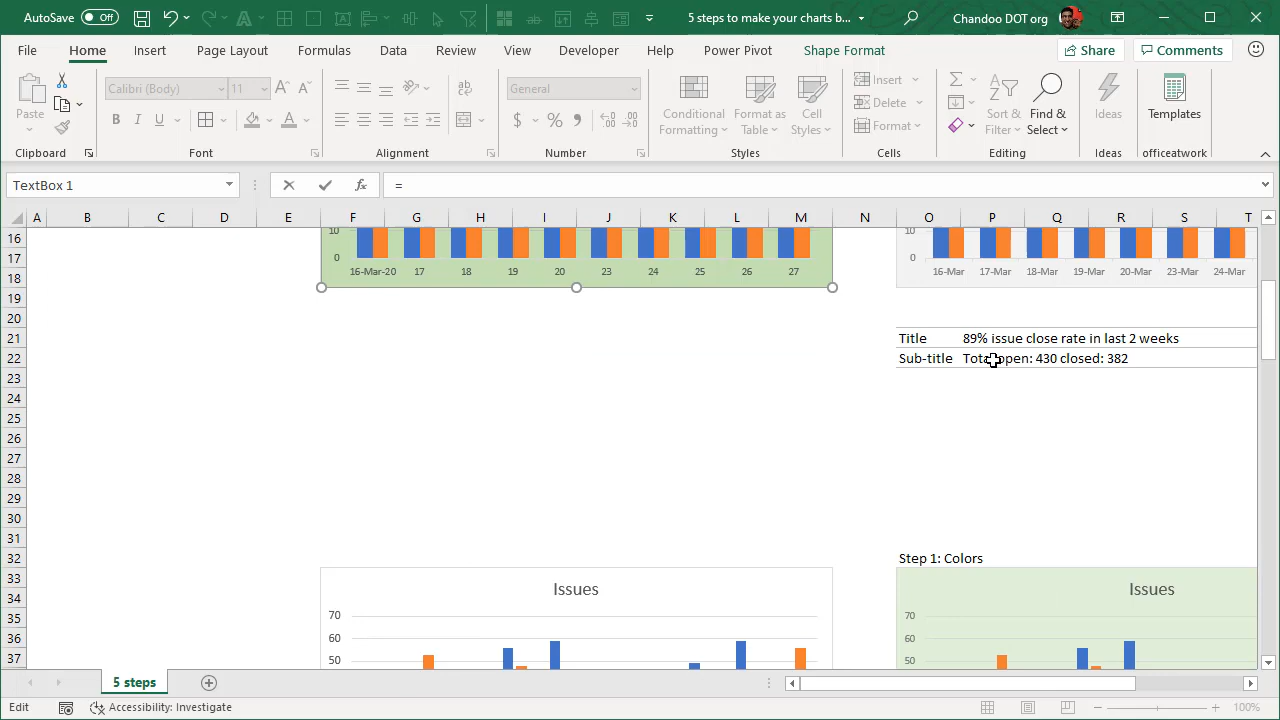 AutoSave Off 5 steps to make your charts b... Chandoo DOT org
File Home Insert Page Layout Formulas Data Review View Developer Help Power Pivot Shape Format Share Comments
Paste Calibri (Body) 11 General Conditional Formatting Format as Table Cell Styles Insert Delete Format Sort & Filter Find & Select Ideas Templates
Clipboard Font Alignment Number Styles Cells Editing Ideas officeatwork
TextBox 1 fx =
A B C D E F G H I J K L M N O P Q R S T
16 10 10
17 0 0
18 16-Mar-20 17 18 19 20 23 24 25 26 27 16-Mar 17-Mar 18-Mar 19-Mar 20-Mar 23-Mar 24-Mar
19
20
21 Title 89% issue close rate in last 2 weeks
22 Sub-title Total open: 430 closed: 382
23
24
25
26
27
28
29
30
31
32 Step 1: Colors
33 Issues Issues
34 70 70
35
36 60 60
37 50 50
5 steps
Edit Accessibility: Investigate 100%